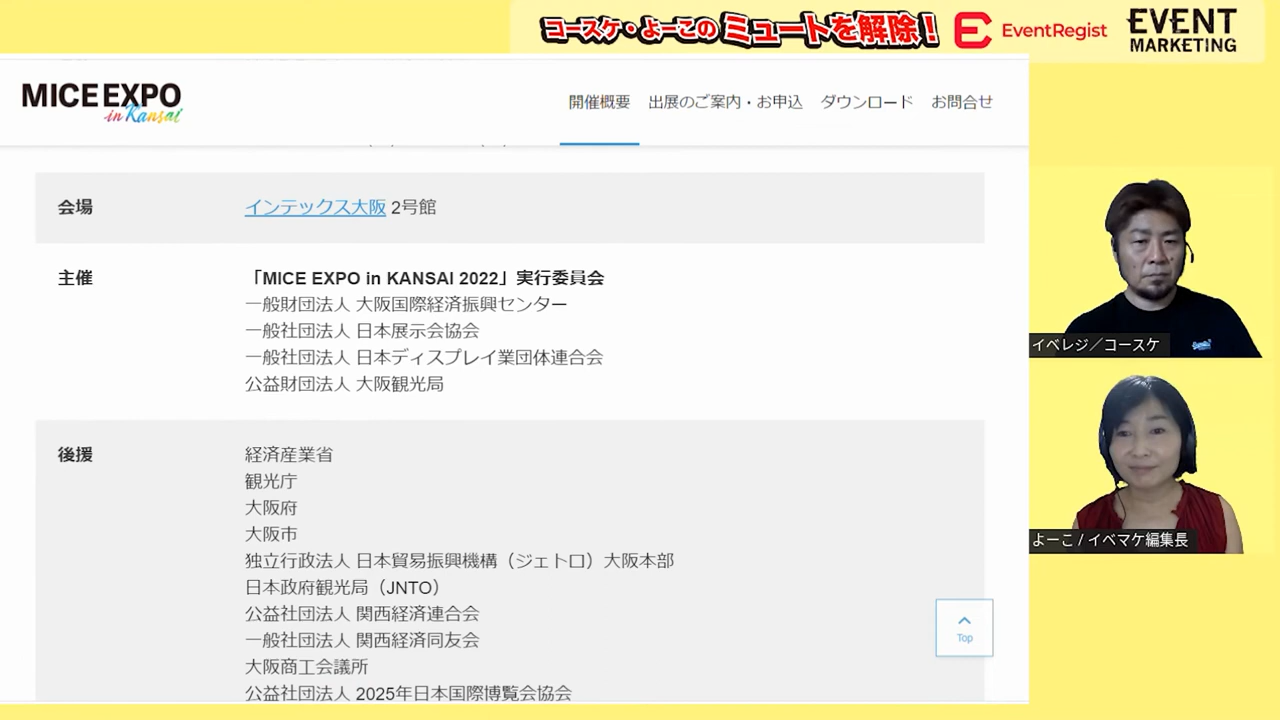 コースケ・よーこの ミュートを解除！
EventRegist
EVENT
MARKETING
MICE EXPO
in Kansai
開催概要
出展のご案内・お申込
ダウンロード
お問合せ
会場
インテックス大阪 2号館
主催
「MICE EXPO in KANSAI 2022」実行委員会
一般財団法人 大阪国際経済振興センター
一般社団法人 日本展示会協会
一般社団法人 日本ディスプレイ業団体連合会
公益財団法人 大阪観光局
後援
経済産業省
観光庁
大阪府
大阪市
独立行政法人 日本貿易振興機構（ジェトロ）大阪本部
日本政府観光局（JNTO）
公益社団法人 関西経済連合会
一般社団法人 関西経済同友会
大阪商工会議所
公益社団法人 2025年日本国際博覧会協会
Top
イベレジ／コースケ
よーこ / イベマケ編集長